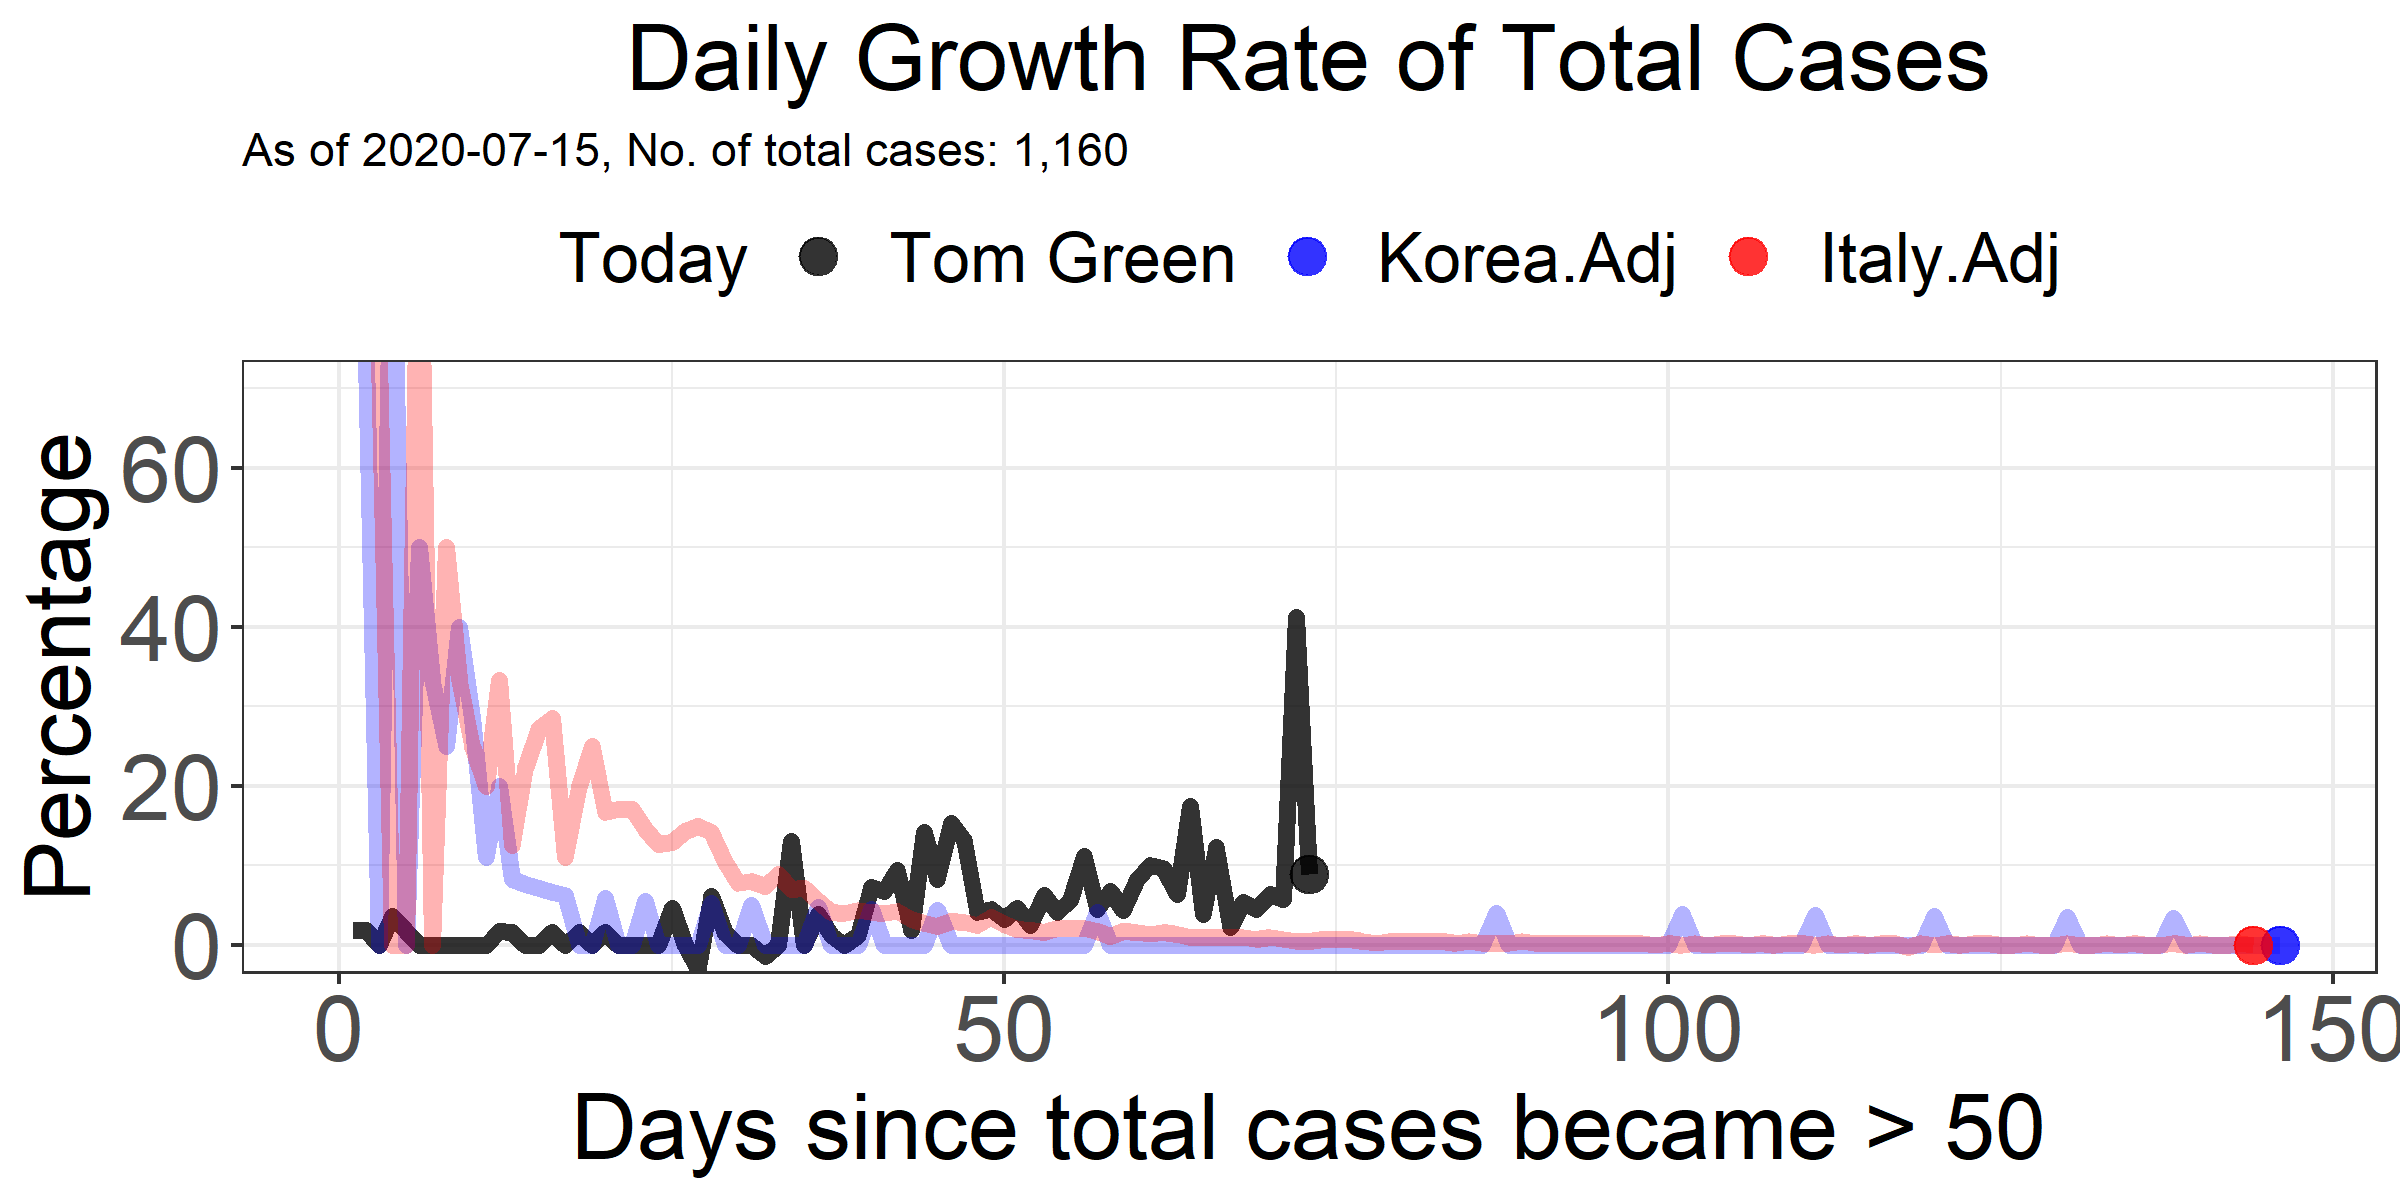 Daily Growth Rate of Total Cases
As of 2020-07-15, No. of total cases: 1,160
Today Tom Green Korea.Adj Italy.Adj
Percentage
60
40
20
0
0 50 100 150
Days since total cases became > 50